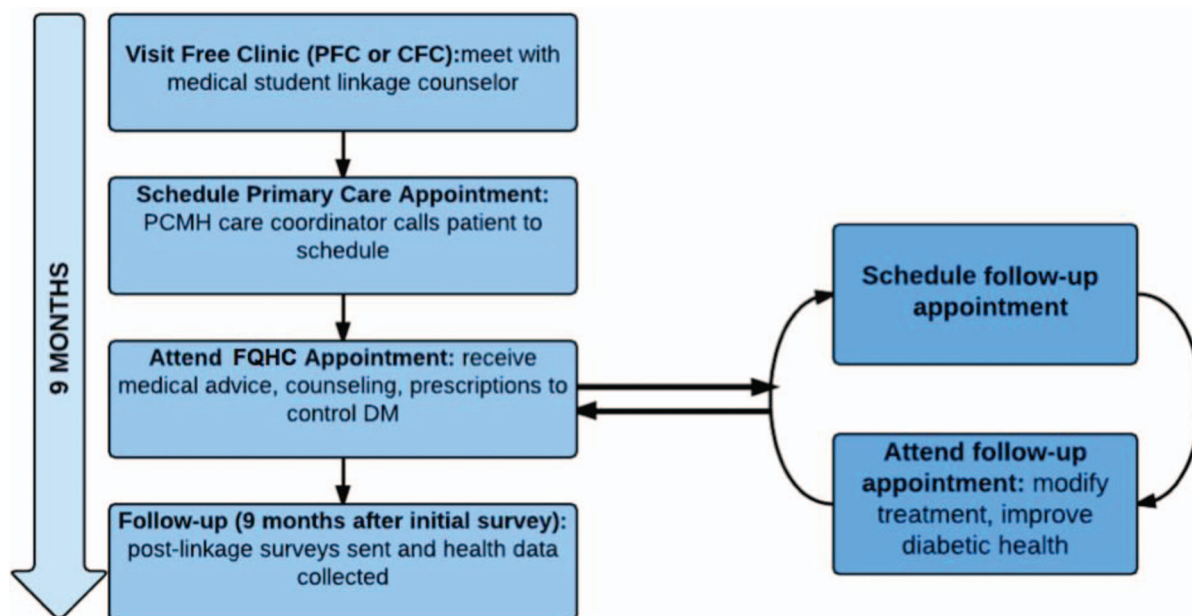 Visit Free Clinic (PFC or CFC):meet with
medical student linkage counselor
Schedule Primary Care Appointment:
PCMH care coordinator calls patient to
schedule
9 MONTHS
Attend FQHC Appointment: receive
medical advice, counseling, prescriptions to
control DM
Follow-up (9 months after initial survey):
post-linkage surveys sent and health data
collected
Schedule follow-up
appointment
Attend follow-up
appointment: modify
treatment, improve
diabetic health